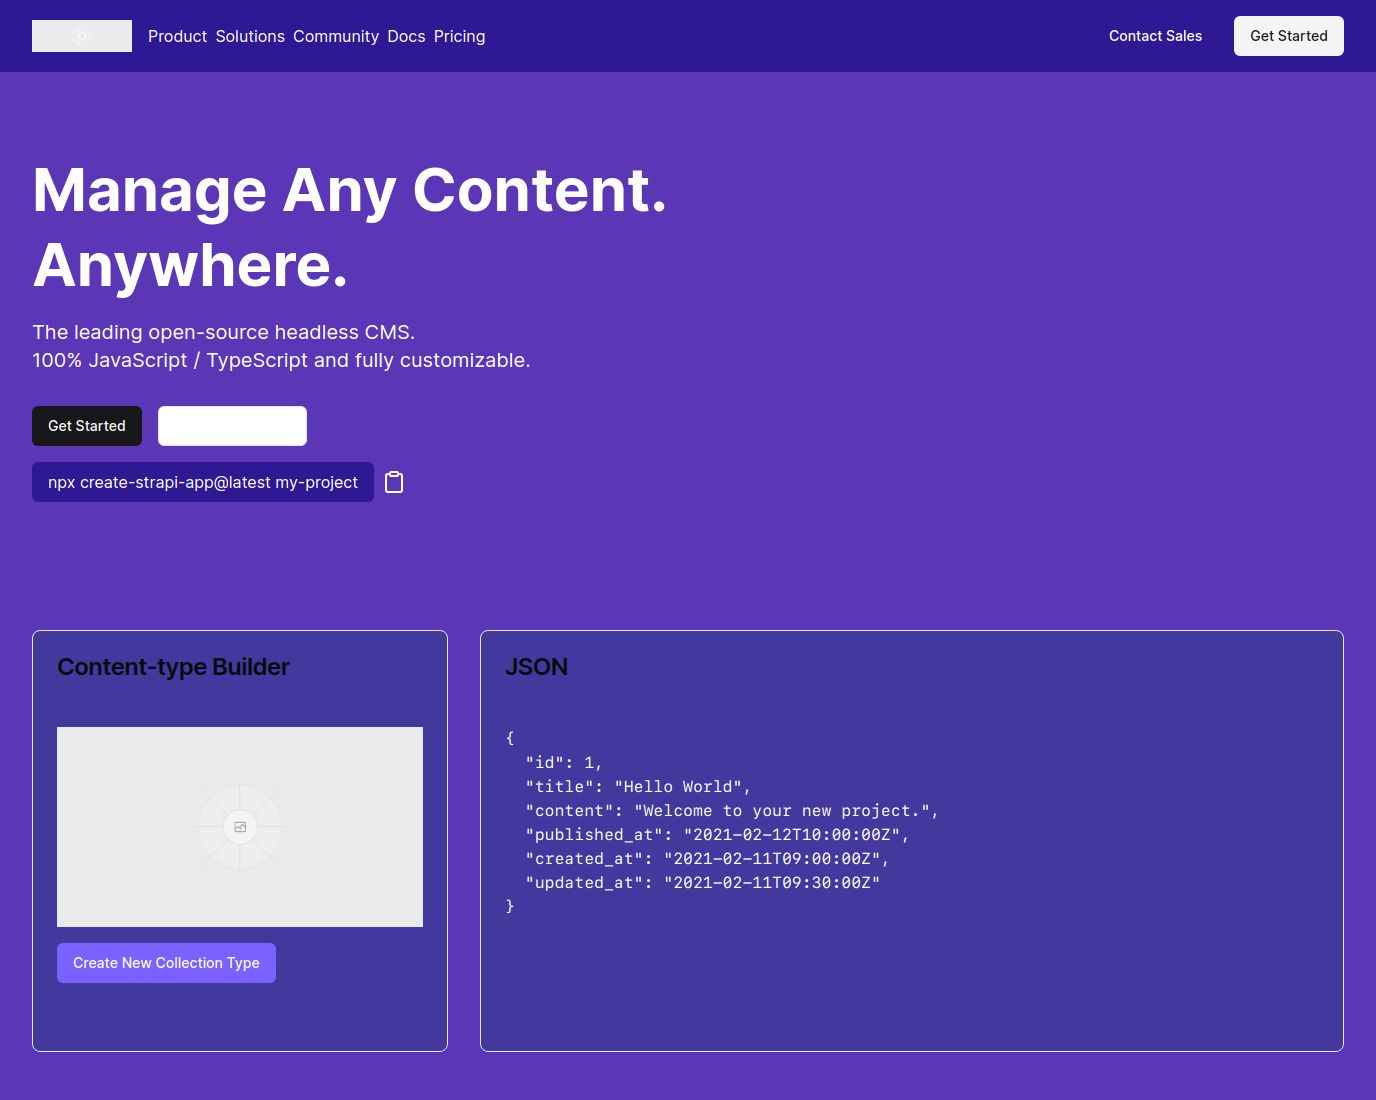 Product Solutions Community Docs Pricing
Contact Sales
Get Started
Manage Any Content.
Anywhere.
The leading open-source headless CMS.
100% JavaScript / TypeScript and fully customizable.
Get Started
npx create-strapi-app@latest my-project
Content-type Builder
Create New Collection Type
JSON
{
  "id": 1,
  "title": "Hello World",
  "content": "Welcome to your new project.",
  "published_at": "2021-02-12T10:00:00Z",
  "created_at": "2021-02-11T09:00:00Z",
  "updated_at": "2021-02-11T09:30:00Z"
}